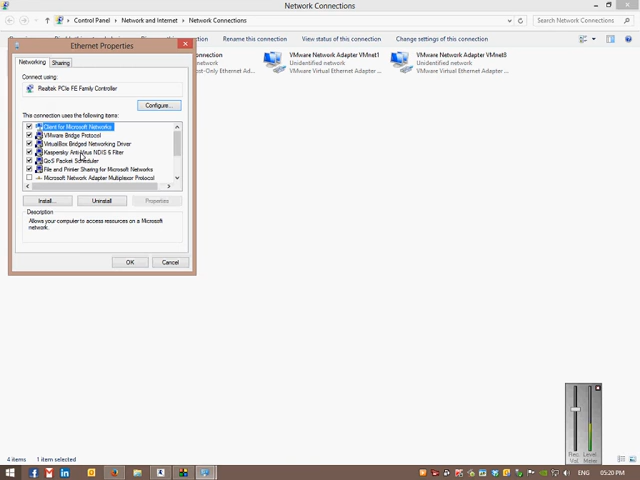 Network Connections
Control Panel
Network and Internet
Network Connections
Search Network Connections
Rename this connection
View status of this connection
Change settings of this connection
Ethernet Properties
Networking
Sharing
Connect using:
Realtek PCIe FE Family Controller
Configure...
This connection uses the following items:
Client for Microsoft Networks
VMware Bridge Protocol
VirtualBox Bridged Networking Driver
Kaspersky Anti-Virus NDIS 6 Filter
QoS Packet Scheduler
File and Printer Sharing for Microsoft Networks
Microsoft Network Adapter Multiplexor Protocol
Install...
Uninstall
Properties
Description
Allows your computer to access resources on a Microsoft
network.
OK
Cancel
VMware Network Adapter VMnet1
Unidentified network
VMware Virtual Ethernet Adapter ...
VMware Network Adapter VMnet8
Unidentified network
VMware Virtual Ethernet Adapter ...
Rec. Vol.
Level Meter
4 items
1 item selected
ENG
05:20 PM